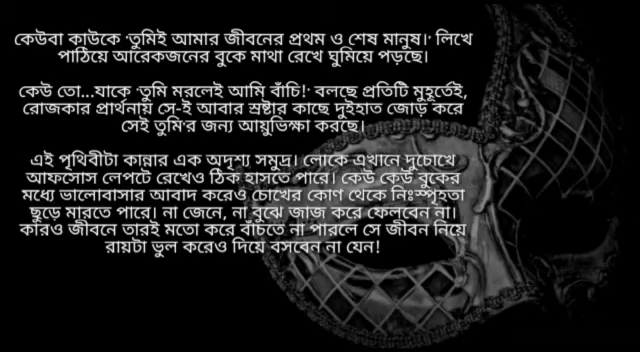 কেউবা কাউকে 'তুমিই আমার জীবনের প্রথম ও শেষ মানুষ।' লিখে
পাঠিয়ে আরেকজনের বুকে মাথা রেখে ঘুমিয়ে পড়ছে।
কেউ তো...যাকে 'তুমি মরলেই আমি বাঁচি!' বলছে প্রতিটি মুহূর্তেই,
রোজকার প্রার্থনায় সে-ই আবার স্রষ্টার কাছে দুইহাত জোড় করে
সেই তুমি'র জন্য আয়ুভিক্ষা করছে।
এই পৃথিবীটা কান্নার এক অদৃশ্য সমুদ্র। লোকে এখানে দুচোখে
আফসোস লেপটে রেখেও ঠিক হাসতে পারে। কেউ কেউ বুকের
মধ্যে ভালোবাসার আবাদ করেও চোখের কোণ থেকে নিঃস্পৃহতা
ছুড়ে মারতে পারে। না জেনে, না বুঝে জাজ করে ফেলবেন না।
কারও জীবনে তারই মতো করে বাঁচতে না পারলে সে জীবন নিয়ে
রায়টা ভুল করেও দিয়ে বসবেন না যেন!